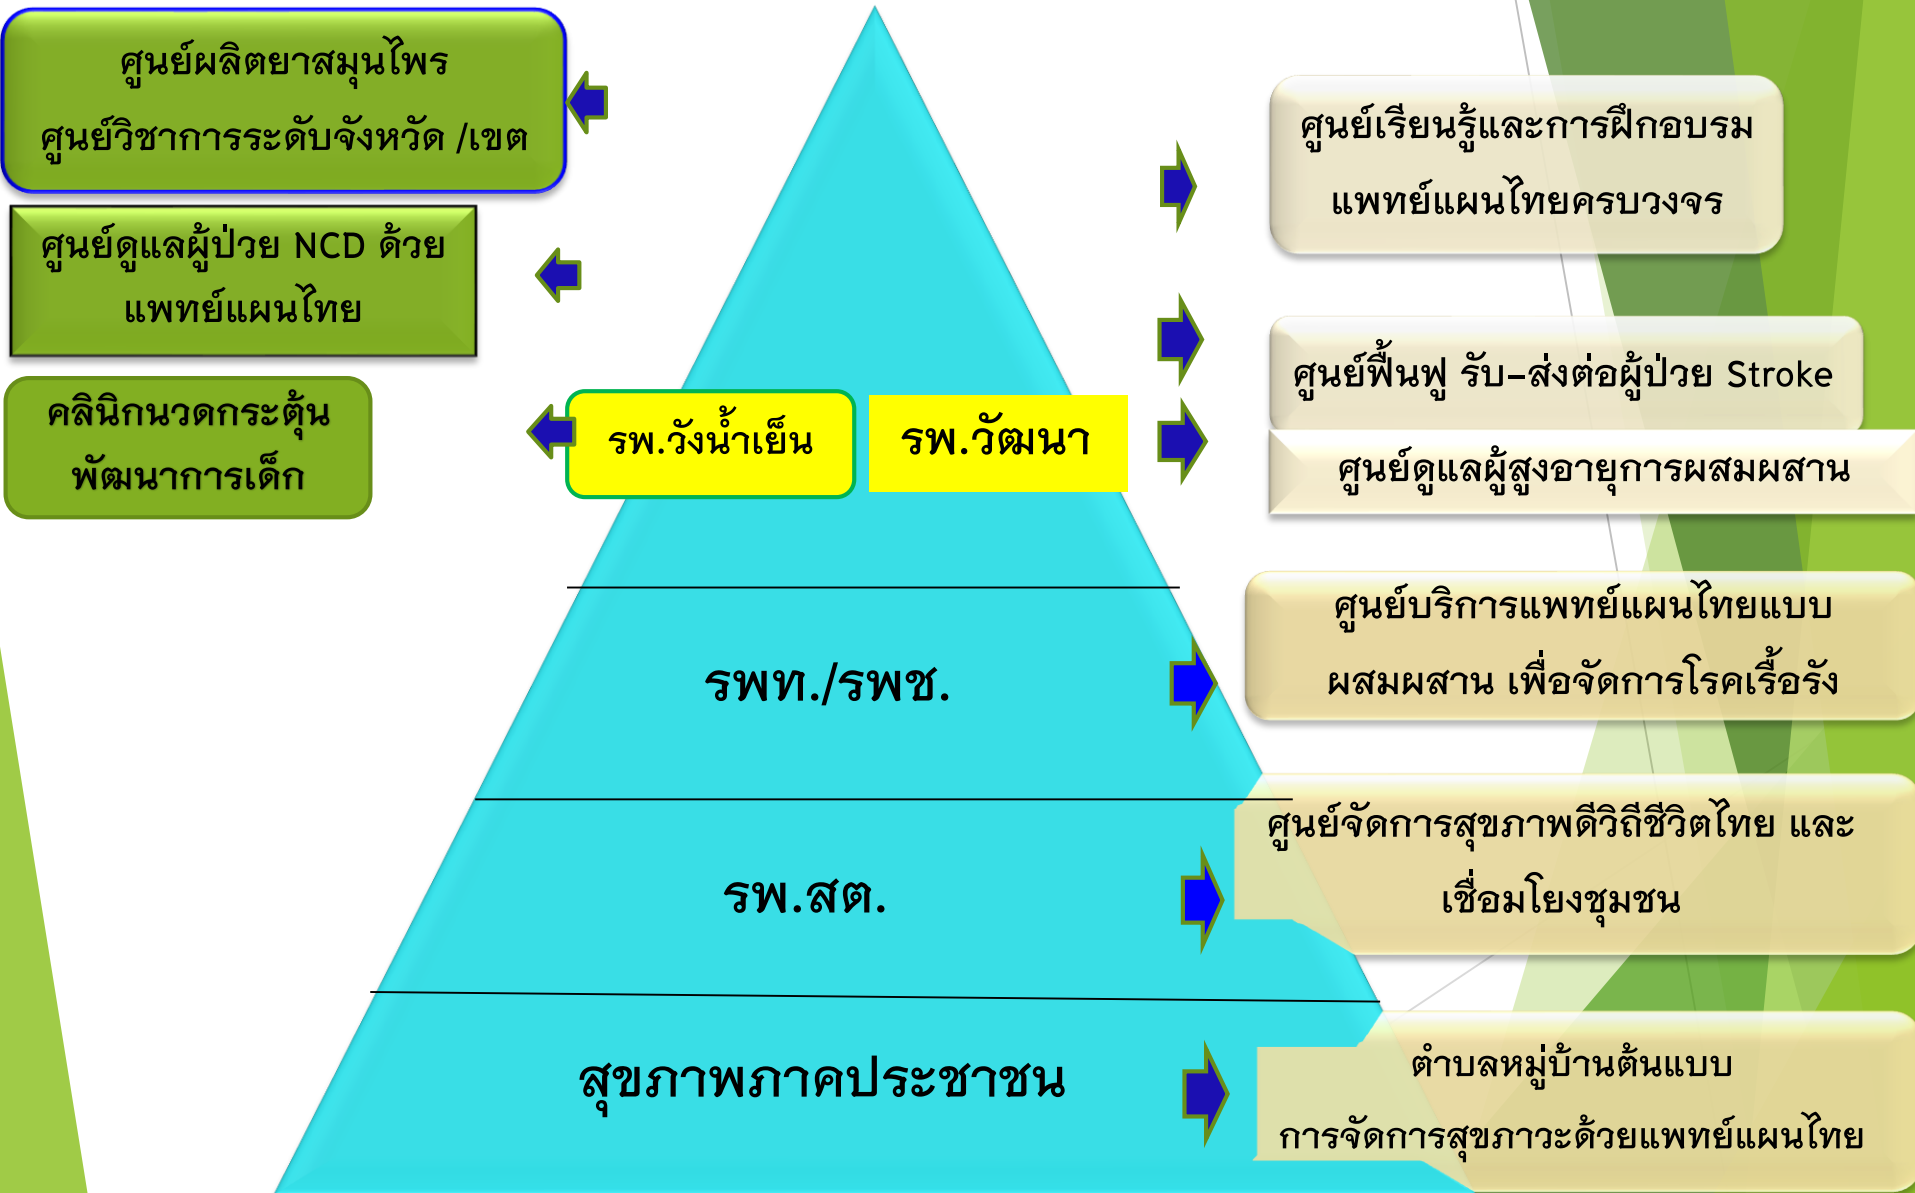 ศูนย์ผลิตยาสมุนไพร
ศูนย์วิชาการระดับจังหวัด /เขต
ศูนย์ดูแลผู้ป่วย NCD ด้วย
แพทย์แผนไทย
คลินิกนวดกระตุ้น
พัฒนาการเด็ก
รพ.วังน้ำเย็น
รพ.วัฒนา
ศูนย์เรียนรู้และการฝึกอบรม
แพทย์แผนไทยครบวงจร
ศูนย์ฟื้นฟู รับ-ส่งต่อผู้ป่วย Stroke
ศูนย์ดูแลผู้สูงอายุการผสมผสาน
รพท./รพช.
ศูนย์บริการแพทย์แผนไทยแบบ
ผสมผสาน เพื่อจัดการโรคเรื้อรัง
รพ.สต.
ศูนย์จัดการสุขภาพดีวิถีชีวิตไทย และ
เชื่อมโยงชุมชน
สุขภาพภาคประชาชน
ตำบลหมู่บ้านต้นแบบ
การจัดการสุขภาวะด้วยแพทย์แผนไทย